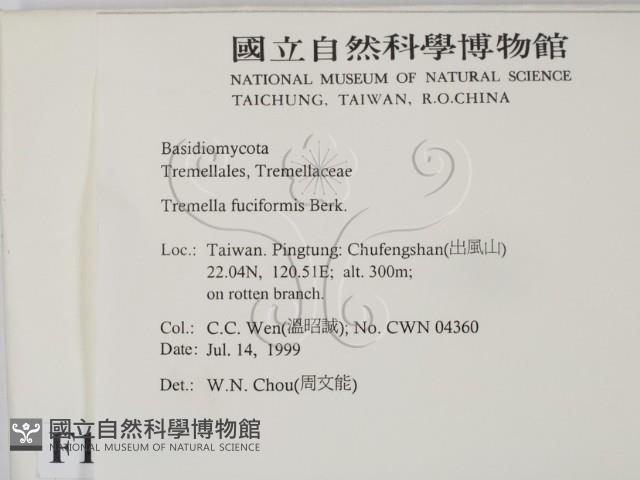 國立自然科學博物館
NATIONAL MUSEUM OF NATURAL SCIENCE
TAICHUNG, TAIWAN, R.O.CHINA
Basidiomycota
Tremellales, Tremellaceae
Tremella fuciformis Berk.
Loc.: Taiwan. Pingtung: Chufengshan(出風山)
22.04N, 120.51E; alt. 300m;
on rotten branch.
Col.: C.C. Wen(溫昭誠); No. CWN 04360
Date: Jul. 14, 1999
Det.: W.N. Chou(周文能)
國立自然科學博物館
NATIONAL MUSEUM OF NATURAL SCIENCE